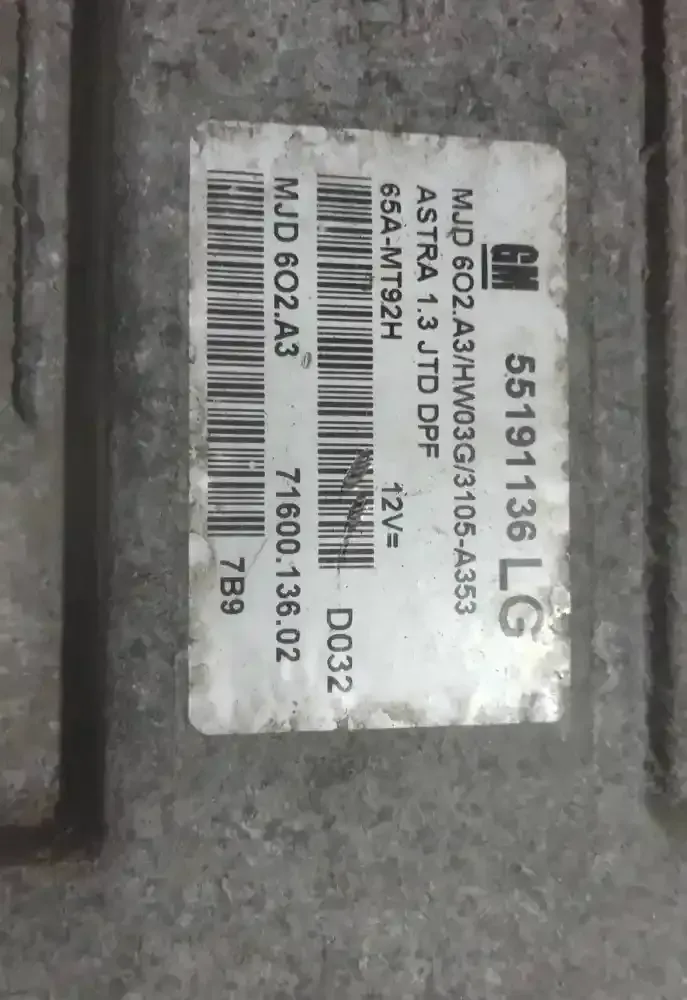 GM 55191136 LG
MJD 6O2.A3/HW03G/3105-A353
ASTRA 1.3 JTD DPF
65A-MT92H 12V=
D032
MJD 6O2.A3 71600.136.02
7B9